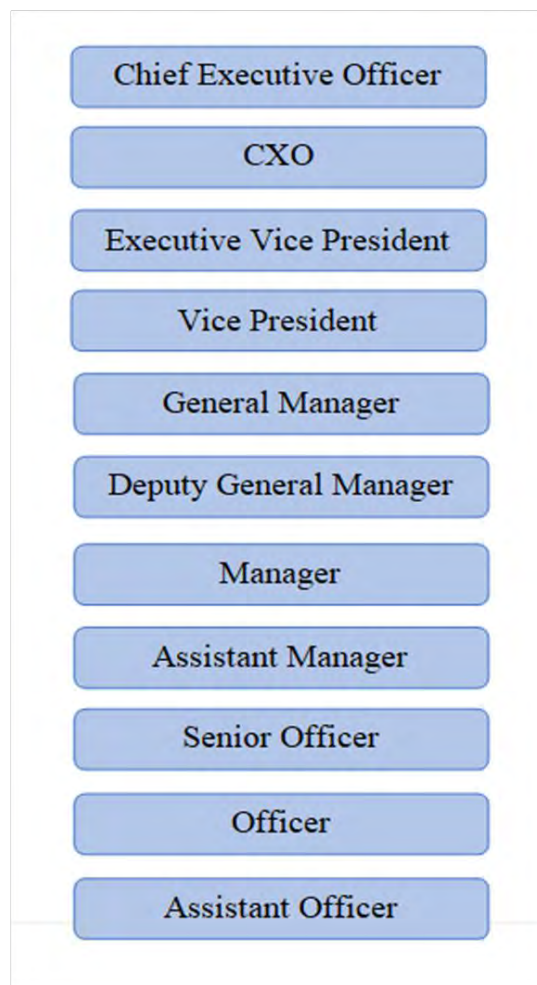 Chief Executive Officer
CXO
Executive Vice President
Vice President
General Manager
Deputy General Manager
Manager
Assistant Manager
Senior Officer
Officer
Assistant Officer